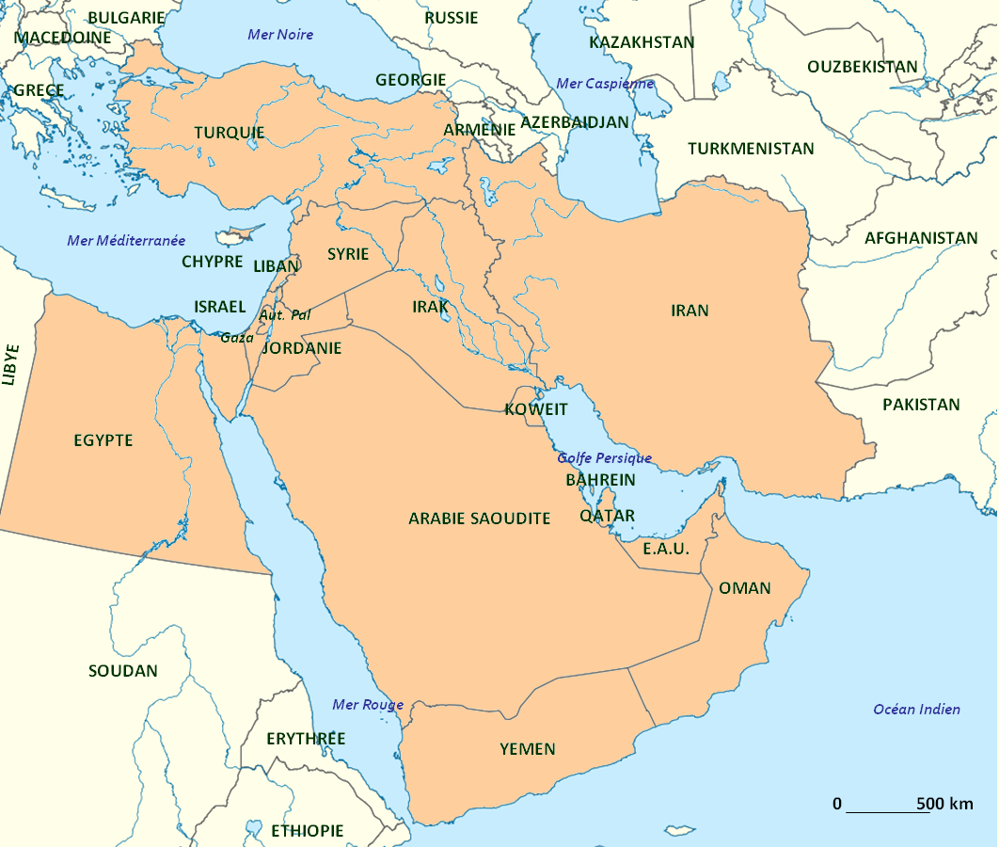 BULGARIE
RUSSIE
MACEDOINE
Mer Noire
KAZAKHSTAN
OUZBEKISTAN
GEORGIE
Mer Caspienne
GRECE
AZERBAIDJAN
ARMENIE
TURQUIE
TURKMENISTAN
Mer Méditerranée
AFGHANISTAN
SYRIE
CHYPRE
LIBAN
ISRAEL
IRAK
IRAN
Aut. Pal
Gaza
JORDANIE
LIBYE
KOWEIT
PAKISTAN
EGYPTE
Golfe Persique
BAHREIN
ARABIE SAOUDITE
QATAR
E.A.U.
OMAN
SOUDAN
Mer Rouge
Océan Indien
ERYTHREE
YEMEN
0 500 km
ETHIOPIE